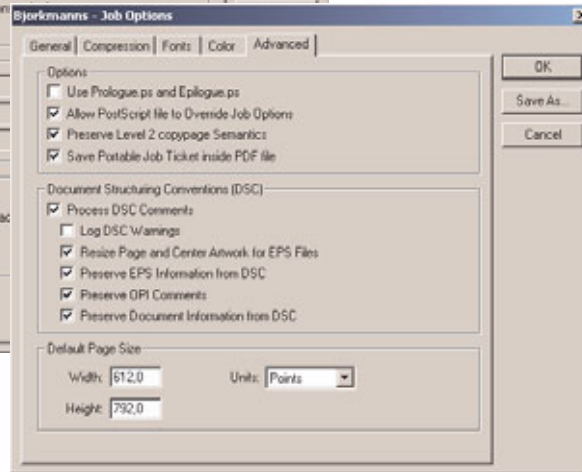 Bjorkmanns - Job Options
General Compression Fonts Color Advanced
Options
Use Prologue.ps and Epilogue.ps
Allow PostScript file to Override Job Options
Preserve Level 2 copypage Semantics
Save Portable Job Ticket inside PDF file
Document Structuring Conventions (DSC)
Process DSC Comments
Log DSC Warnings
Resize Page and Center Artwork for EPS Files
Preserve EPS Information from DSC
Preserve OPI Comments
Preserve Document Information from DSC
Default Page Size
Width: 612,0 Units: Points
Height: 792,0
OK
Save As...
Cancel